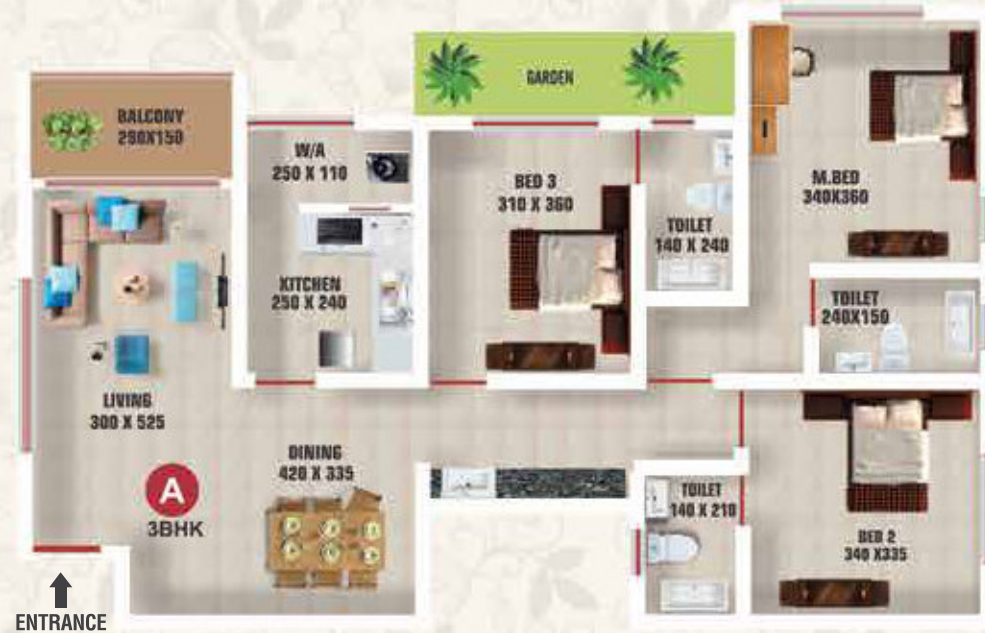 GARDEN
BALCONY
290X150
W/A
250 X 110
BED 3
310 X 360
M.BED
340X360
TOILET
140 X 240
KITCHEN
250 X 240
TOILET
240X150
LIVING
300 X 525
DINING
420 X 335
A
3BHK
TOILET
140 X 210
BED 2
340 X335
ENTRANCE